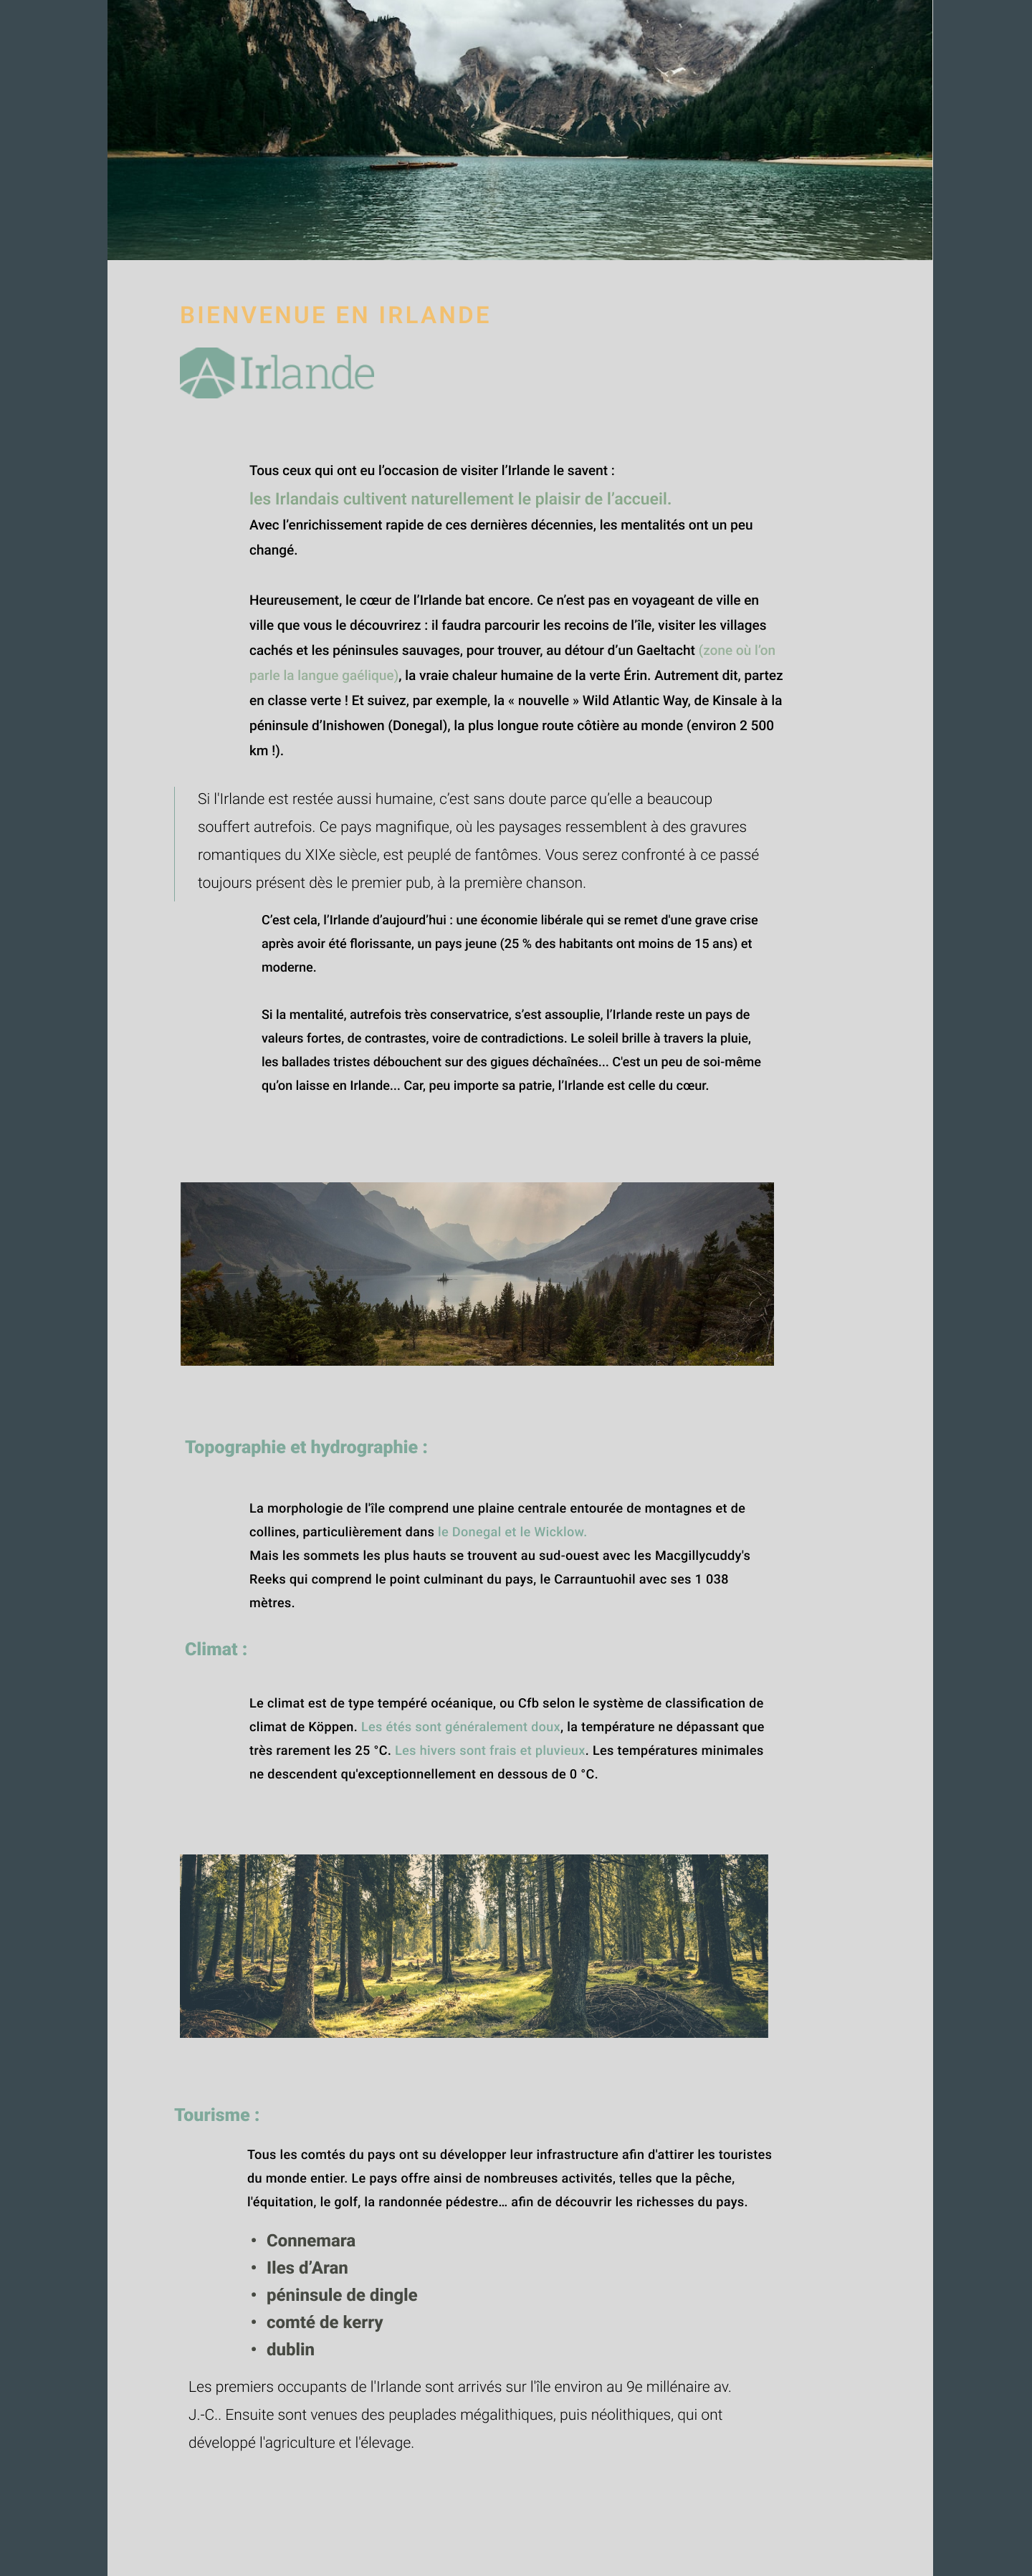 BIENVENUE EN IRLANDE
Irlande
Tous ceux qui ont eu l’occasion de visiter l’Irlande le savent :
les Irlandais cultivent naturellement le plaisir de l’accueil.
Avec l’enrichissement rapide de ces dernières décennies, les mentalités ont un peu
changé.
Heureusement, le cœur de l’Irlande bat encore. Ce n’est pas en voyageant de ville en
ville que vous le découvrirez : il faudra parcourir les recoins de l’île, visiter les villages
cachés et les péninsules sauvages, pour trouver, au détour d’un Gaeltacht (zone où l’on
parle la langue gaélique), la vraie chaleur humaine de la verte Érin. Autrement dit, partez
en classe verte ! Et suivez, par exemple, la « nouvelle » Wild Atlantic Way, de Kinsale à la
péninsule d’Inishowen (Donegal), la plus longue route côtière au monde (environ 2 500
km !).
Si l'Irlande est restée aussi humaine, c’est sans doute parce qu’elle a beaucoup
souffert autrefois. Ce pays magnifique, où les paysages ressemblent à des gravures
romantiques du XIXe siècle, est peuplé de fantômes. Vous serez confronté à ce passé
toujours présent dès le premier pub, à la première chanson.
C’est cela, l’Irlande d’aujourd’hui : une économie libérale qui se remet d'une grave crise
après avoir été florissante, un pays jeune (25 % des habitants ont moins de 15 ans) et
moderne.
Si la mentalité, autrefois très conservatrice, s’est assouplie, l’Irlande reste un pays de
valeurs fortes, de contrastes, voire de contradictions. Le soleil brille à travers la pluie,
les ballades tristes débouchent sur des gigues déchaînées... C'est un peu de soi-même
qu’on laisse en Irlande... Car, peu importe sa patrie, l’Irlande est celle du cœur.
Topographie et hydrographie :
La morphologie de l'île comprend une plaine centrale entourée de montagnes et de
collines, particulièrement dans le Donegal et le Wicklow.
Mais les sommets les plus hauts se trouvent au sud-ouest avec les Macgillycuddy's
Reeks qui comprend le point culminant du pays, le Carrauntuohil avec ses 1 038
mètres.
Climat :
Le climat est de type tempéré océanique, ou Cfb selon le système de classification de
climat de Köppen. Les étés sont généralement doux, la température ne dépassant que
très rarement les 25 °C. Les hivers sont frais et pluvieux. Les températures minimales
ne descendent qu'exceptionnellement en dessous de 0 °C.
Tourisme :
Tous les comtés du pays ont su développer leur infrastructure afin d'attirer les touristes
du monde entier. Le pays offre ainsi de nombreuses activités, telles que la pêche,
l'équitation, le golf, la randonnée pédestre… afin de découvrir les richesses du pays.
• Connemara
• Iles d’Aran
• péninsule de dingle
• comté de kerry
• dublin
Les premiers occupants de l'Irlande sont arrivés sur l'île environ au 9e millénaire av.
J.-C.. Ensuite sont venues des peuplades mégalithiques, puis néolithiques, qui ont
développé l'agriculture et l'élevage.